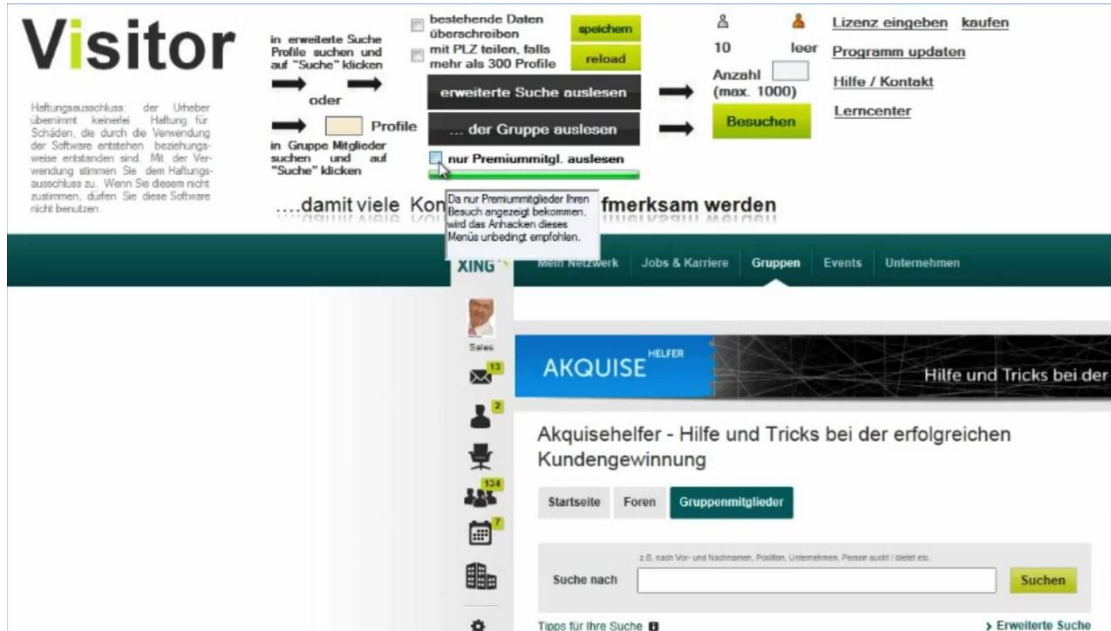 Visitor
Haftungsausschluss: der Urheber
übernimmt keinerlei Haftung für
Schäden, die durch die Verwendung
der Software entstehen beziehungs-
weise entstanden sind. Mit der Ver-
wendung stimmen Sie dem Haftungs-
ausschluss zu. Wenn Sie diesem nicht
zustimmen, dürfen Sie diese Software
nicht benutzen.
in erweiterte Suche
Profile suchen und
auf "Suche" klicken
oder
Profile
in Gruppe Mitglieder
suchen und auf
"Suche" klicken
bestehende Daten
überschreiben
mit PLZ teilen, falls
mehr als 300 Profile
speichern
reload
erweiterte Suche auslesen
... der Gruppe auslesen
nur Premiummitgl. auslesen
10 leer
Anzahl
(max. 1000)
Besuchen
Lizenz eingeben kaufen
Programm updaten
Hilfe / Kontakt
Lerncenter
....damit viele Kon fmerksam werden
Da nur Premiummitglieder Ihren
Besuch angezeigt bekommen,
wird das Anhacken dieses
Menüs unbedingt empfohlen.
XING
Mein Netzwerk Jobs & Karriere Gruppen Events Unternehmen
Sales
13
2
134
7
AKQUISE HELFER
Hilfe und Tricks bei der
Akquisehelfer - Hilfe und Tricks bei der erfolgreichen
Kundengewinnung
Startseite Foren Gruppenmitglieder
z.B. nach Vor- und Nachnamen, Position, Unternehmen, Person sucht / bietet etc.
Suche nach Suchen
Tipps für Ihre Suche Erweiterte Suche